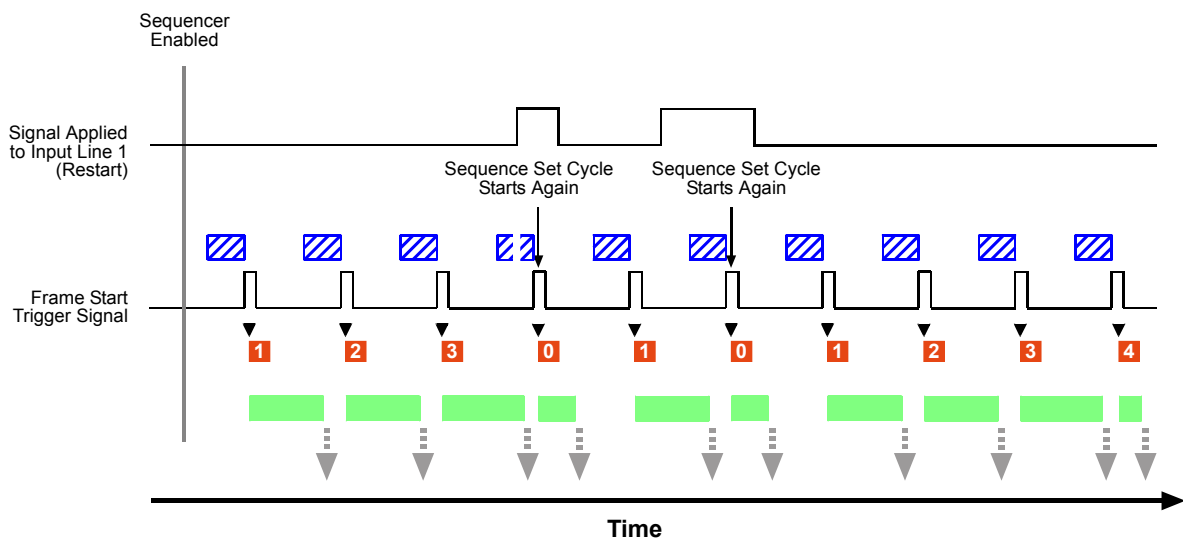 Sequencer
Enabled
Signal Applied
to Input Line 1
(Restart)
Sequence Set Cycle
Starts Again
Sequence Set Cycle
Starts Again
Frame Start
Trigger Signal
1 2 3 0 1 0 1 2 3 4
Time